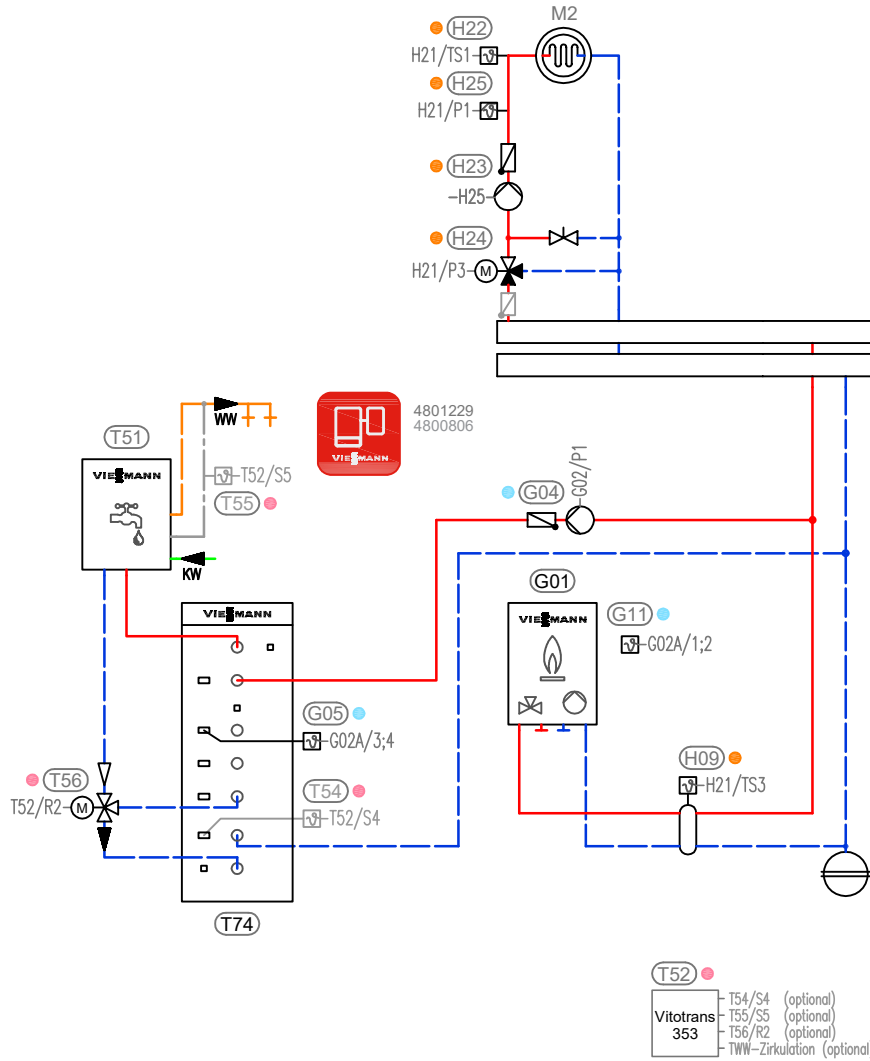 M2
H22
H21/TS1
H25
H21/P1
H23
H25
H24
H21/P3
M
T51
WW
4801229
4800806
VIESMANN
VIESMANN
T52/S5
T55
KW
G04
G02/P1
G01
VIESMANN
G11
G02A/1;2
VIESMANN
G05
G02A/3;4
H09
H21/TS3
T56
T52/R2
M
T54
T52/S4
T74
T52
Vitotrans
353
T54/S4 (optional)
T55/S5 (optional)
T56/R2 (optional)
TWW-Zirkulation (optional